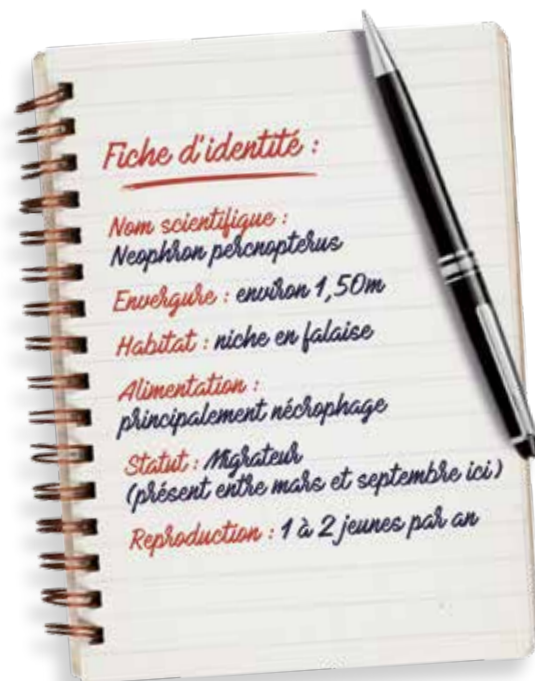 Fiche d'identité :
Nom scientifique :
Neophron percnopterus
Envergure : environ 1,50m
Habitat : niche en falaise
Alimentation :
principalement nécrophage
Statut : Migrateur
(présent entre mars et septembre ici)
Reproduction : 1 à 2 jeunes par an